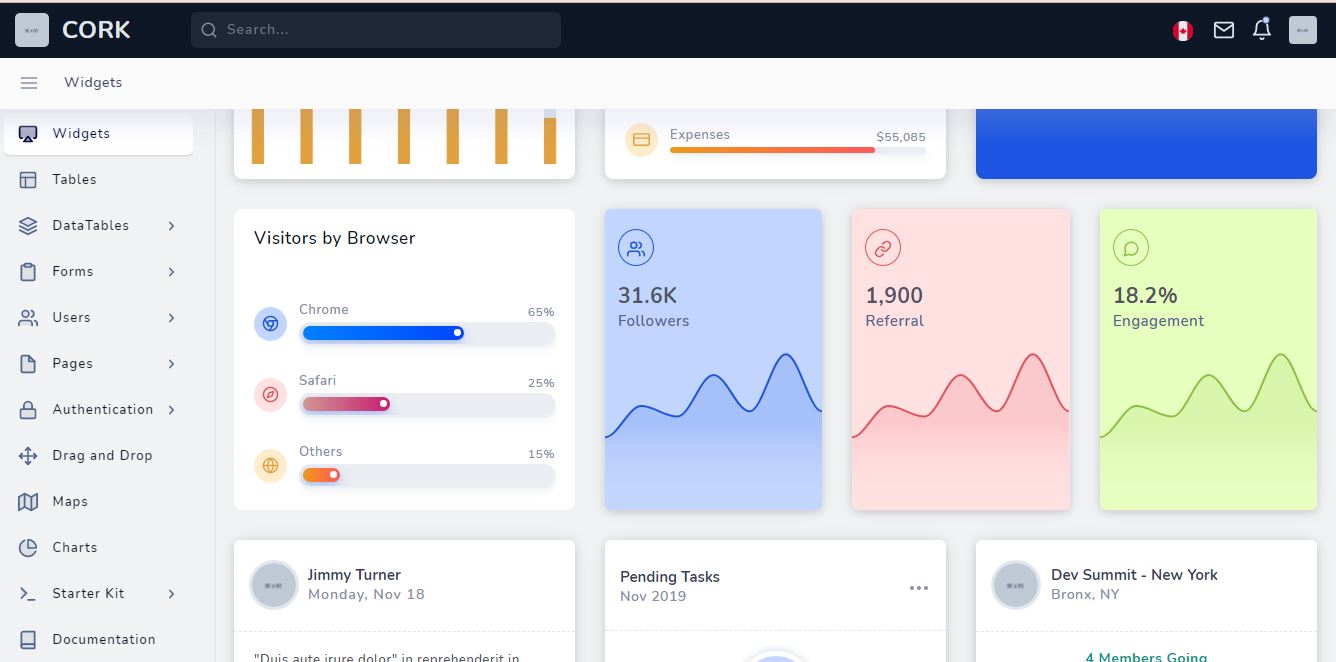 CORK
Search...
Widgets
Widgets
Tables
DataTables
Forms
Users
Pages
Authentication
Drag and Drop
Maps
Charts
Starter Kit
Documentation
Expenses
$55,085
Visitors by Browser
Chrome
65%
Safari
25%
Others
15%
31.6K
Followers
1,900
Referral
18.2%
Engagement
Jimmy Turner
Monday, Nov 18
"Duis aute irure dolor" in reprehenderit in
Pending Tasks
Nov 2019
Dev Summit - New York
Bronx, NY
4 Members Going